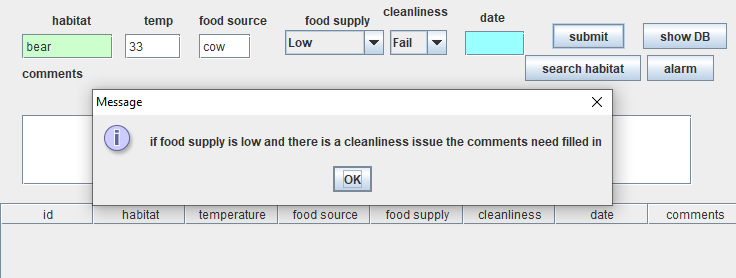 habitat temp food source food supply cleanliness date
bear 33 cow Low Fail submit show DB
search habitat alarm
comments
Message
i
if food supply is low and there is a cleanliness issue the comments need filled in
OK
id habitat temperature food source food supply cleanliness date comments